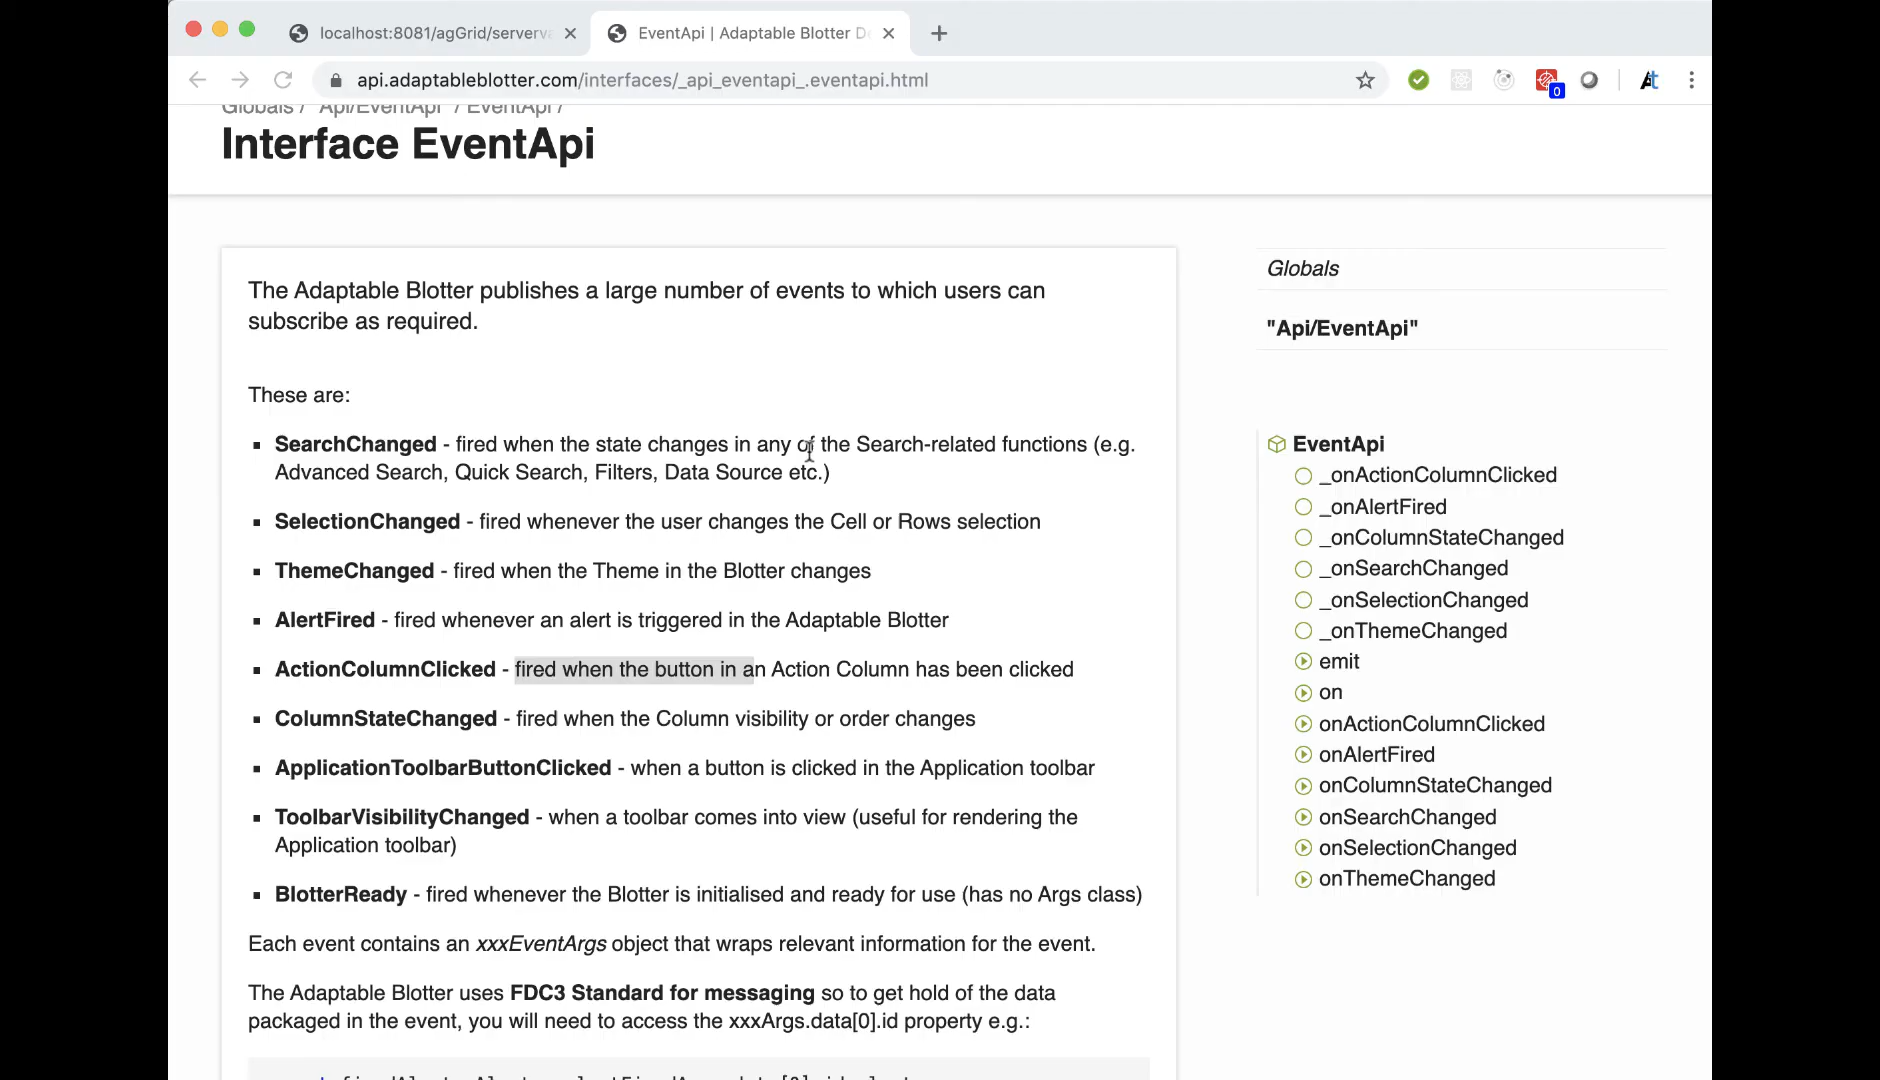 localhost:8081/agGrid/serverva
EventApi | Adaptable Blotter D
api.adaptableblotter.com/interfaces/_api_eventapi_.eventapi.html
0
Globals / "Api/EventApi" / EventApi /
Interface EventApi
The Adaptable Blotter publishes a large number of events to which users can
subscribe as required.
These are:
SearchChanged - fired when the state changes in any of the Search-related functions (e.g.
Advanced Search, Quick Search, Filters, Data Source etc.)
SelectionChanged - fired whenever the user changes the Cell or Rows selection
ThemeChanged - fired when the Theme in the Blotter changes
AlertFired - fired whenever an alert is triggered in the Adaptable Blotter
ActionColumnClicked - fired when the button in an Action Column has been clicked
ColumnStateChanged - fired when the Column visibility or order changes
ApplicationToolbarButtonClicked - when a button is clicked in the Application toolbar
ToolbarVisibilityChanged - when a toolbar comes into view (useful for rendering the
Application toolbar)
BlotterReady - fired whenever the Blotter is initialised and ready for use (has no Args class)
Each event contains an xxxEventArgs object that wraps relevant information for the event.
The Adaptable Blotter uses FDC3 Standard for messaging so to get hold of the data
packaged in the event, you will need to access the xxxArgs.data[0].id property e.g.:
Globals
"Api/EventApi"
EventApi
_onActionColumnClicked
_onAlertFired
_onColumnStateChanged
_onSearchChanged
_onSelectionChanged
_onThemeChanged
emit
on
onActionColumnClicked
onAlertFired
onColumnStateChanged
onSearchChanged
onSelectionChanged
onThemeChanged